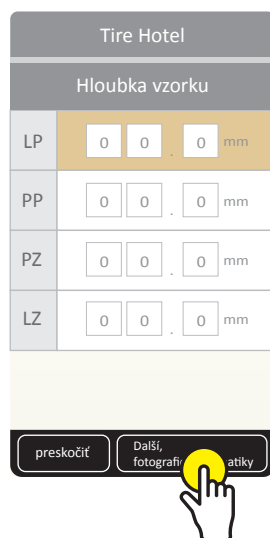 Tire Hotel
Hloubka vzorku
LP 0 0 . 0 mm
PP 0 0 . 0 mm
PZ 0 0 . 0 mm
LZ 0 0 . 0 mm
preskočiť Další,